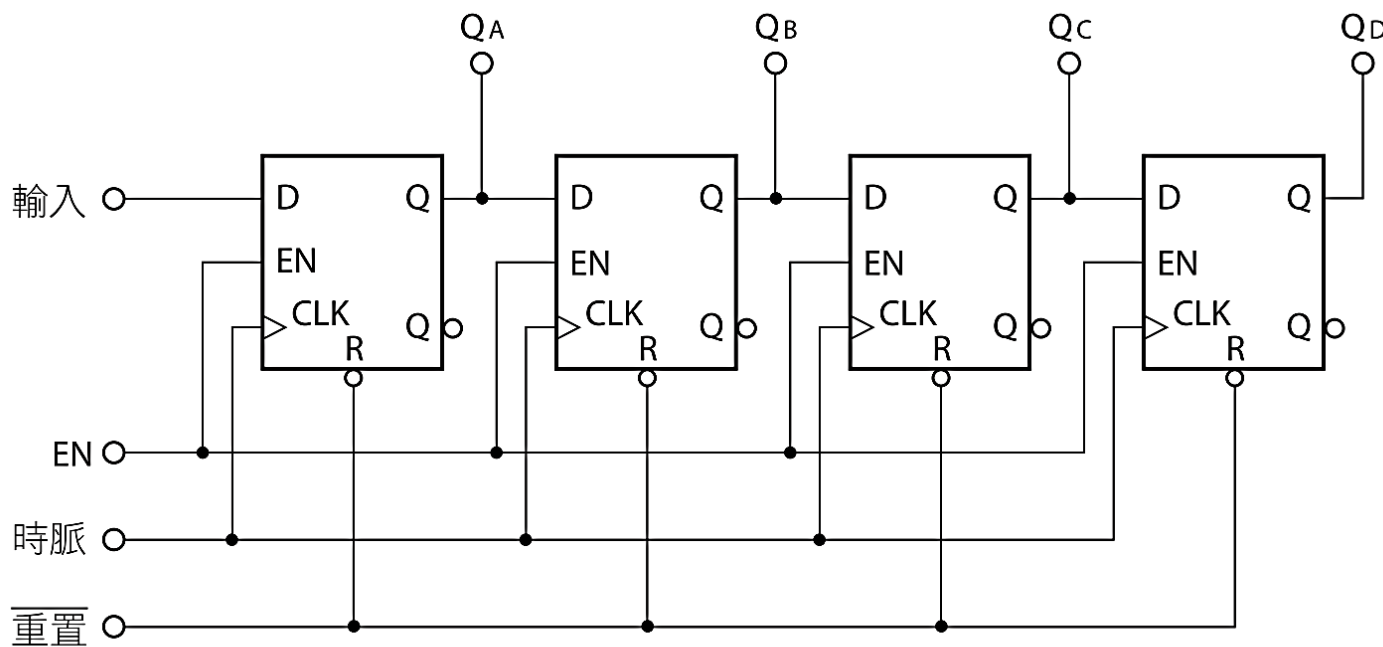 QA QB QC QD
輸入 D Q D Q D Q D Q
EN EN EN EN
CLK Q CLK Q CLK Q CLK Q
R R R R
EN
時脈
重置